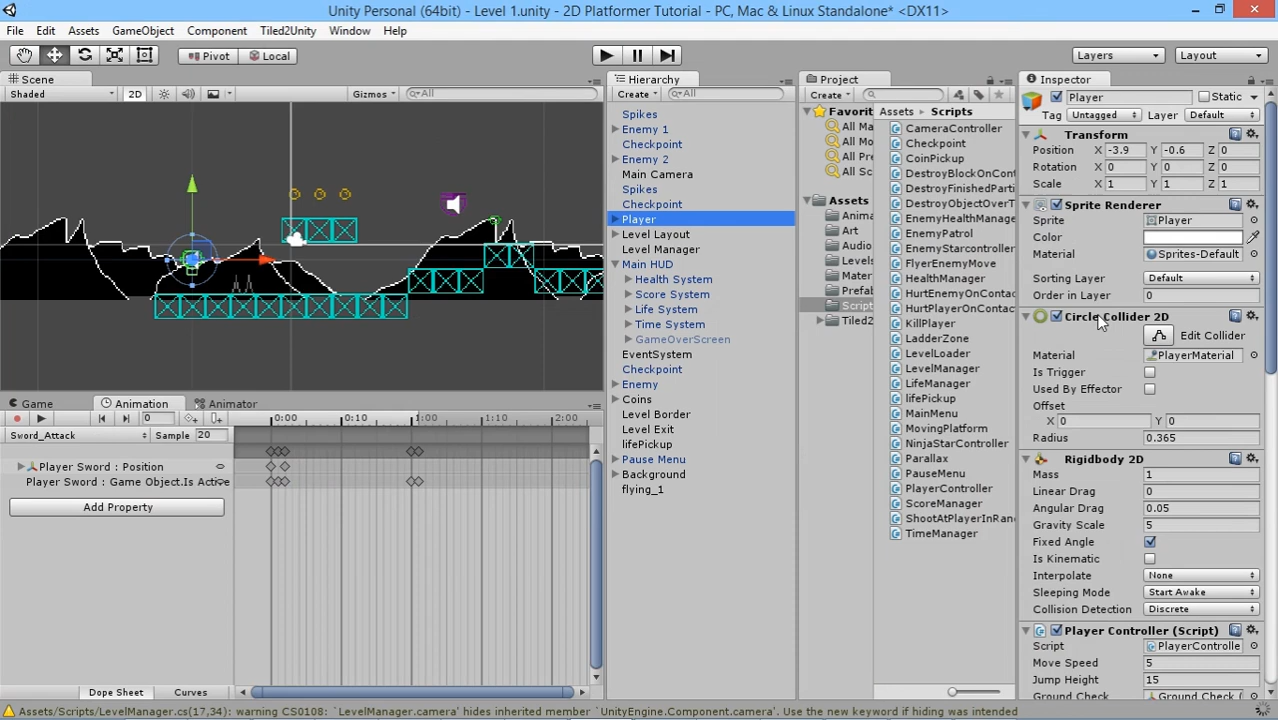 Unity Personal (64bit) - Level 1.unity - 2D Platformer Tutorial - PC, Mac & Linux Standalone* <DX11>
File Edit Assets GameObject Component Tiled2Unity Window Help
Pivot Local Layers Layout
Scene
Shaded 2D Gizmos All
Hierarchy
Create All
Spikes
Enemy 1
Checkpoint
Enemy 2
Main Camera
Spikes
Checkpoint
Player
Level Layout
Level Manager
Main HUD
Health System
Score System
Life System
Time System
GameOverScreen
EventSystem
Checkpoint
Enemy
Coins
Level Border
Level Exit
lifePickup
Pause Menu
Background
flying_1
Project
Create
Favorit
All Ma
All Mo
All Pre
All Sc
Assets
Anima
Art
Audio
Levels
Mater
Prefab
Script
Tiled2
Assets Scripts
CameraController
Checkpoint
CoinPickup
DestroyBlockOnCont
DestroyFinishedParti
DestroyObjectOverT
EnemyHealthManage
EnemyPatrol
EnemyStarcontroller
FlyerEnemyMove
HealthManager
HurtEnemyOnContac
HurtPlayerOnContac
KillPlayer
LadderZone
LevelLoader
LevelManager
LifeManager
lifePickup
MainMenu
MovingPlatform
NinjaStarController
Parallax
PauseMenu
PlayerController
ScoreManager
ShootAtPlayerInRan
TimeManager
Inspector
Player Static
Tag Untagged Layer Default
Transform
Position X -3.9 Y -0.6 Z 0
Rotation X 0 Y 0 Z 0
Scale X 1 Y 1 Z 1
Sprite Renderer
Sprite Player
Color
Material Sprites-Default
Sorting Layer Default
Order in Layer 0
Circle Collider 2D
Edit Collider
Material PlayerMaterial
Is Trigger
Used By Effector
Offset
X 0 Y 0
Radius 0.365
Rigidbody 2D
Mass 1
Linear Drag 0
Angular Drag 0.05
Gravity Scale 5
Fixed Angle
Is Kinematic
Interpolate None
Sleeping Mode Start Awake
Collision Detection Discrete
Player Controller (Script)
Script PlayerControlle
Move Speed 5
Jump Height 15
Ground Check Ground Check (
Game Animation Animator
0 0:00 0:10 1:00 1:10 2:00
Sword_Attack Sample 20
Player Sword : Position
Player Sword : Game Object.Is Active
Add Property
Dope Sheet Curves
Assets/Scripts/LevelManager.cs(17,34): warning CS0108: `LevelManager.camera' hides inherited member `UnityEngine.Component.camera'. Use the new keyword if hiding was intended